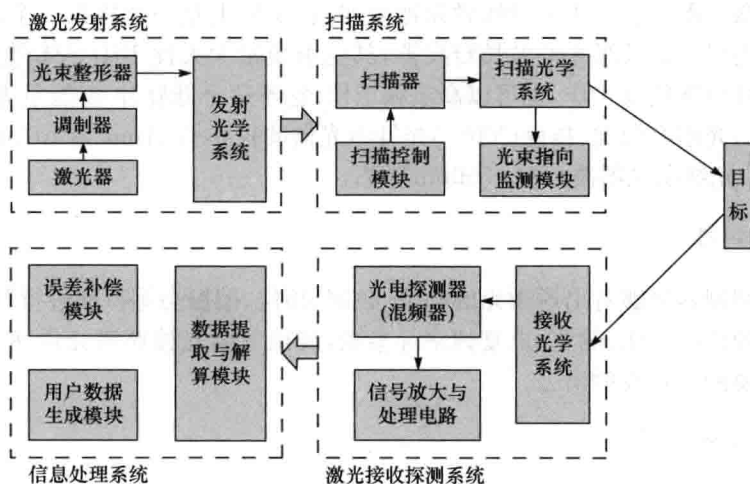 激光发射系统
光束整形器
调制器
激光器
发射
光学
系统
扫描系统
扫描器
扫描控制
模块
扫描光学
系统
光束指向
监测模块
目
标
误差补偿
模块
用户数据
生成模块
数据提
取与解
算模块
信息处理系统
光电探测器
(混频器)
信号放大与
处理电路
接收
光学
系统
激光接收探测系统